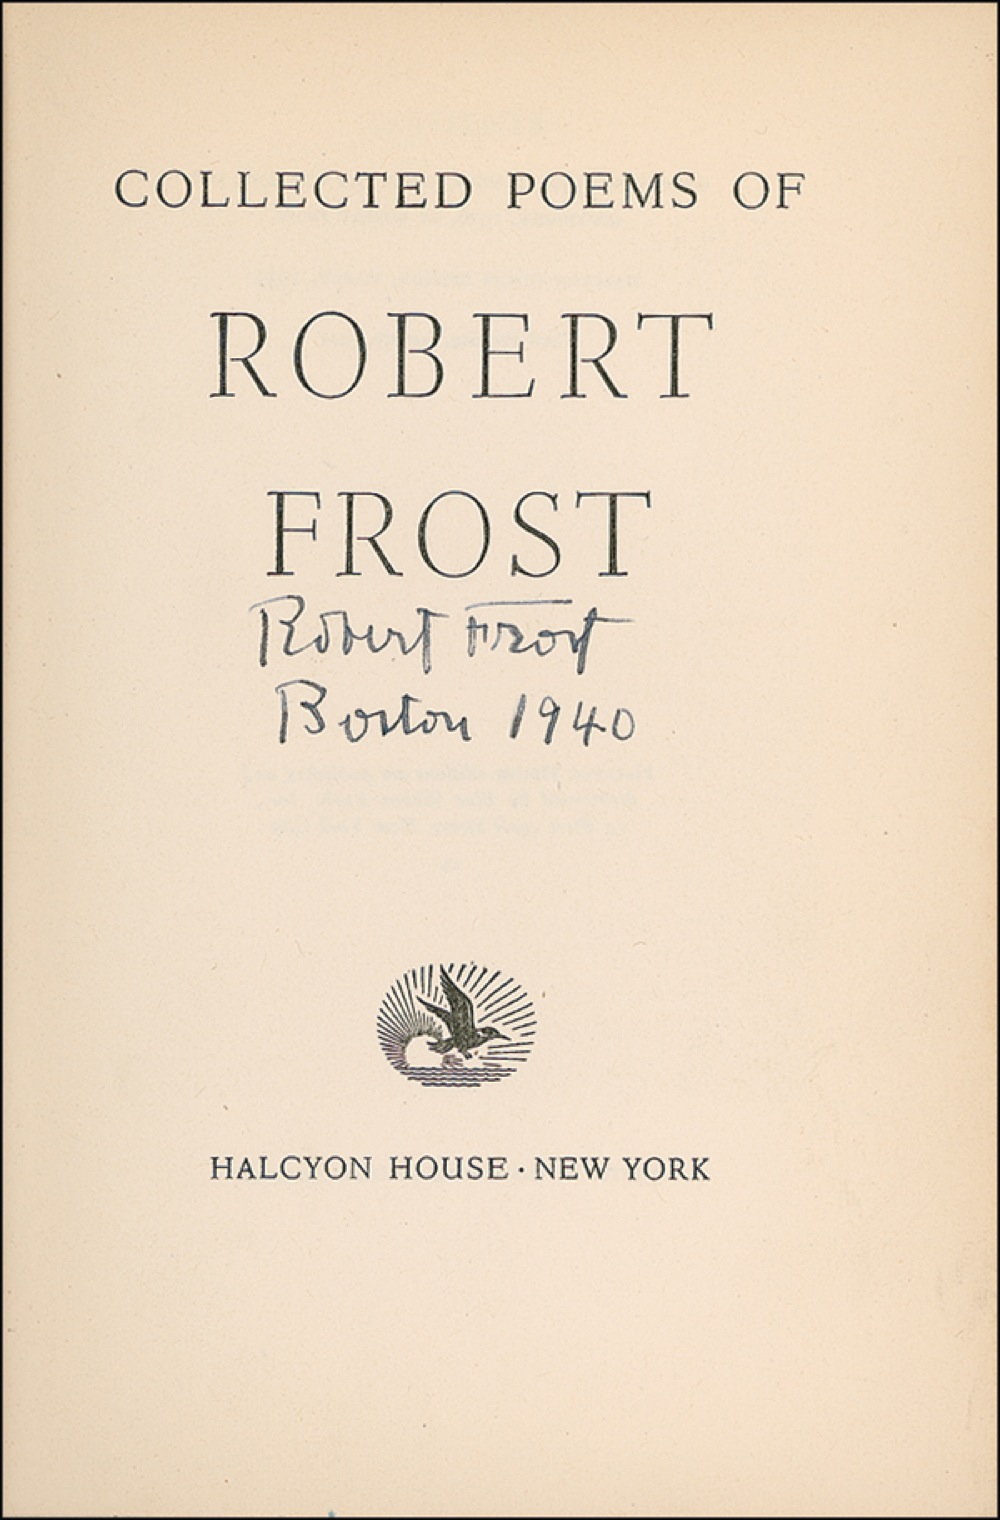 COLLECTED POEMS OF
ROBERT
FROST
Robert Frost
Boston 1940
HALCYON HOUSE · NEW YORK